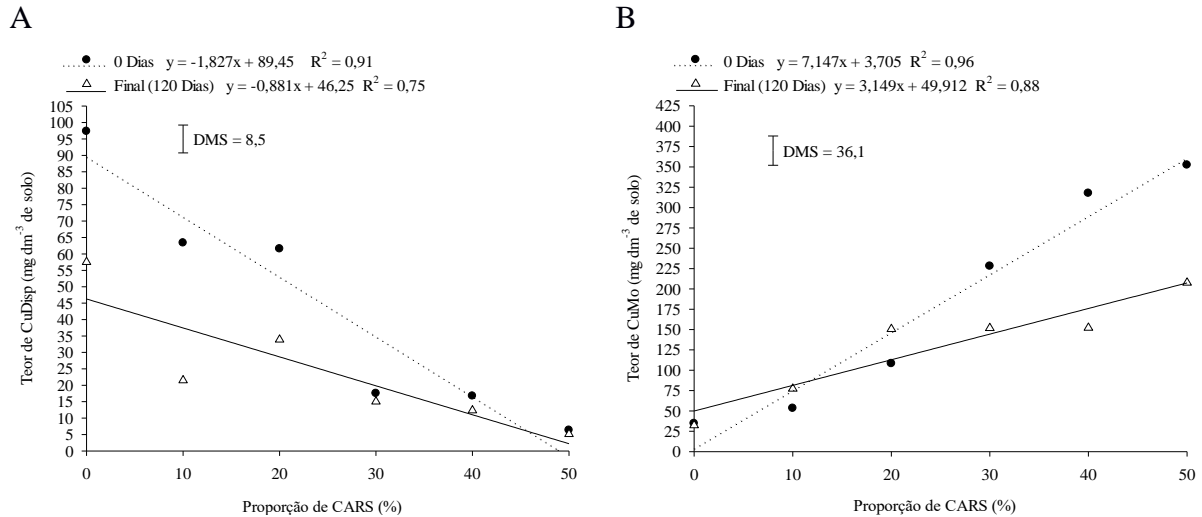 A
0 Dias y = -1,827x + 89,45 R² = 0,91
Final (120 Dias) y = -0,881x + 46,25 R² = 0,75
DMS = 8,5
Teor de CuDisp (mg dm⁻³ de solo)
105
100
95
90
85
80
75
70
65
60
55
50
45
40
35
30
25
20
15
10
5
0
0 10 20 30 40 50
Proporção de CARS (%)
B
0 Dias y = 7,147x + 3,705 R² = 0,96
Final (120 Dias) y = 3,149x + 49,912 R² = 0,88
DMS = 36,1
Teor de CuMo (mg dm⁻³ de solo)
425
400
375
350
325
300
275
250
225
200
175
150
125
100
75
50
25
0
0 10 20 30 40 50
Proporção de CARS (%)